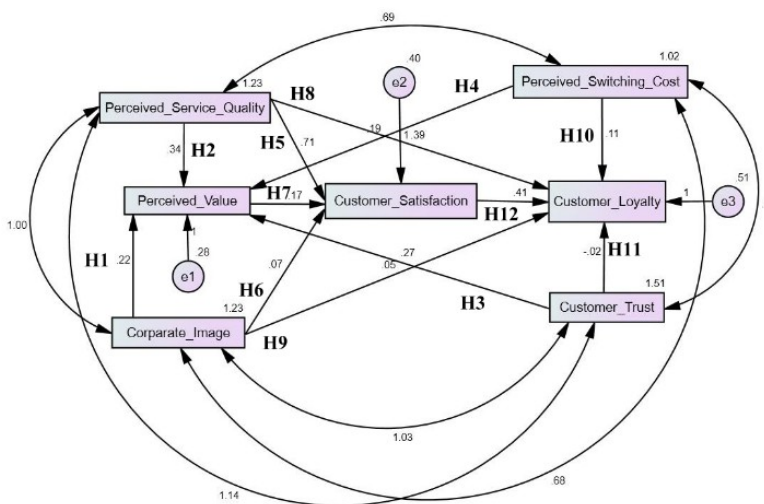 .69
.40
1.02
e2
1.23
Perceived_Switching_Cost
H8
H4
Perceived_Service_Quality
H5
.19
1.39
H10
.11
.34
H2
.71
.51
H7
.17
Perceived_Value
Customer_Satisfaction
.41
Customer_Loyalty
1
e3
H12
1.00
1
.27
-.02
H11
H1
.22
.28
.07
.05
e1
H6
H3
1.51
1.23
Customer_Trust
Corparate_Image
H9
1.03
.68
1.14